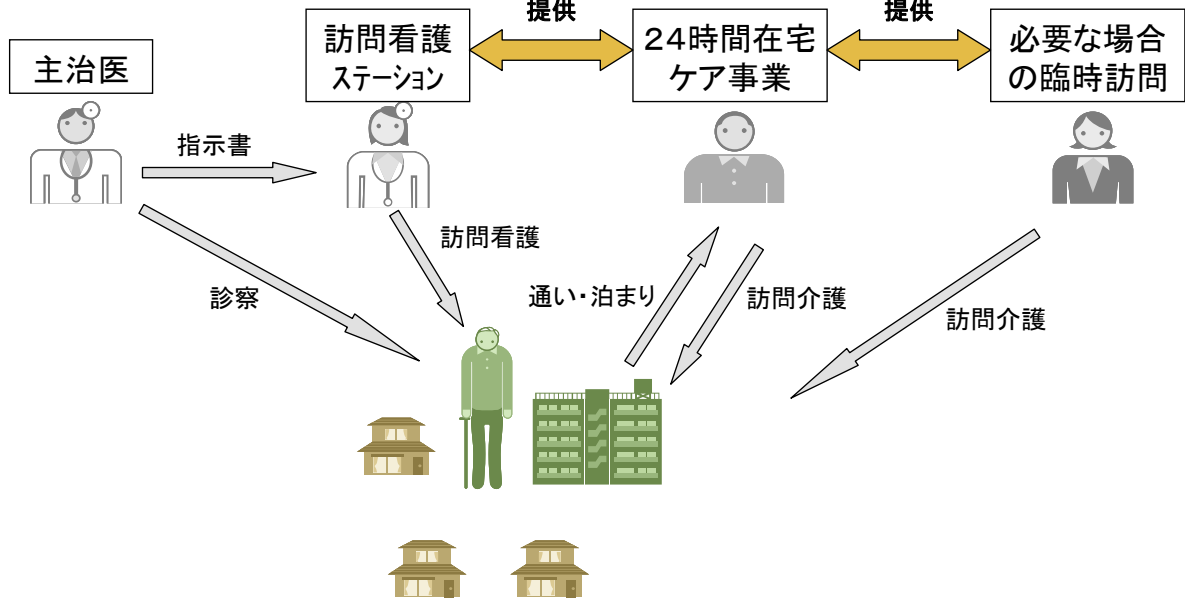 提供
提供
主治医
訪問看護
ステーション
２４時間在宅
ケア事業
必要な場合
の臨時訪問
指示書
訪問看護
診察
通い・泊まり
訪問介護
訪問介護